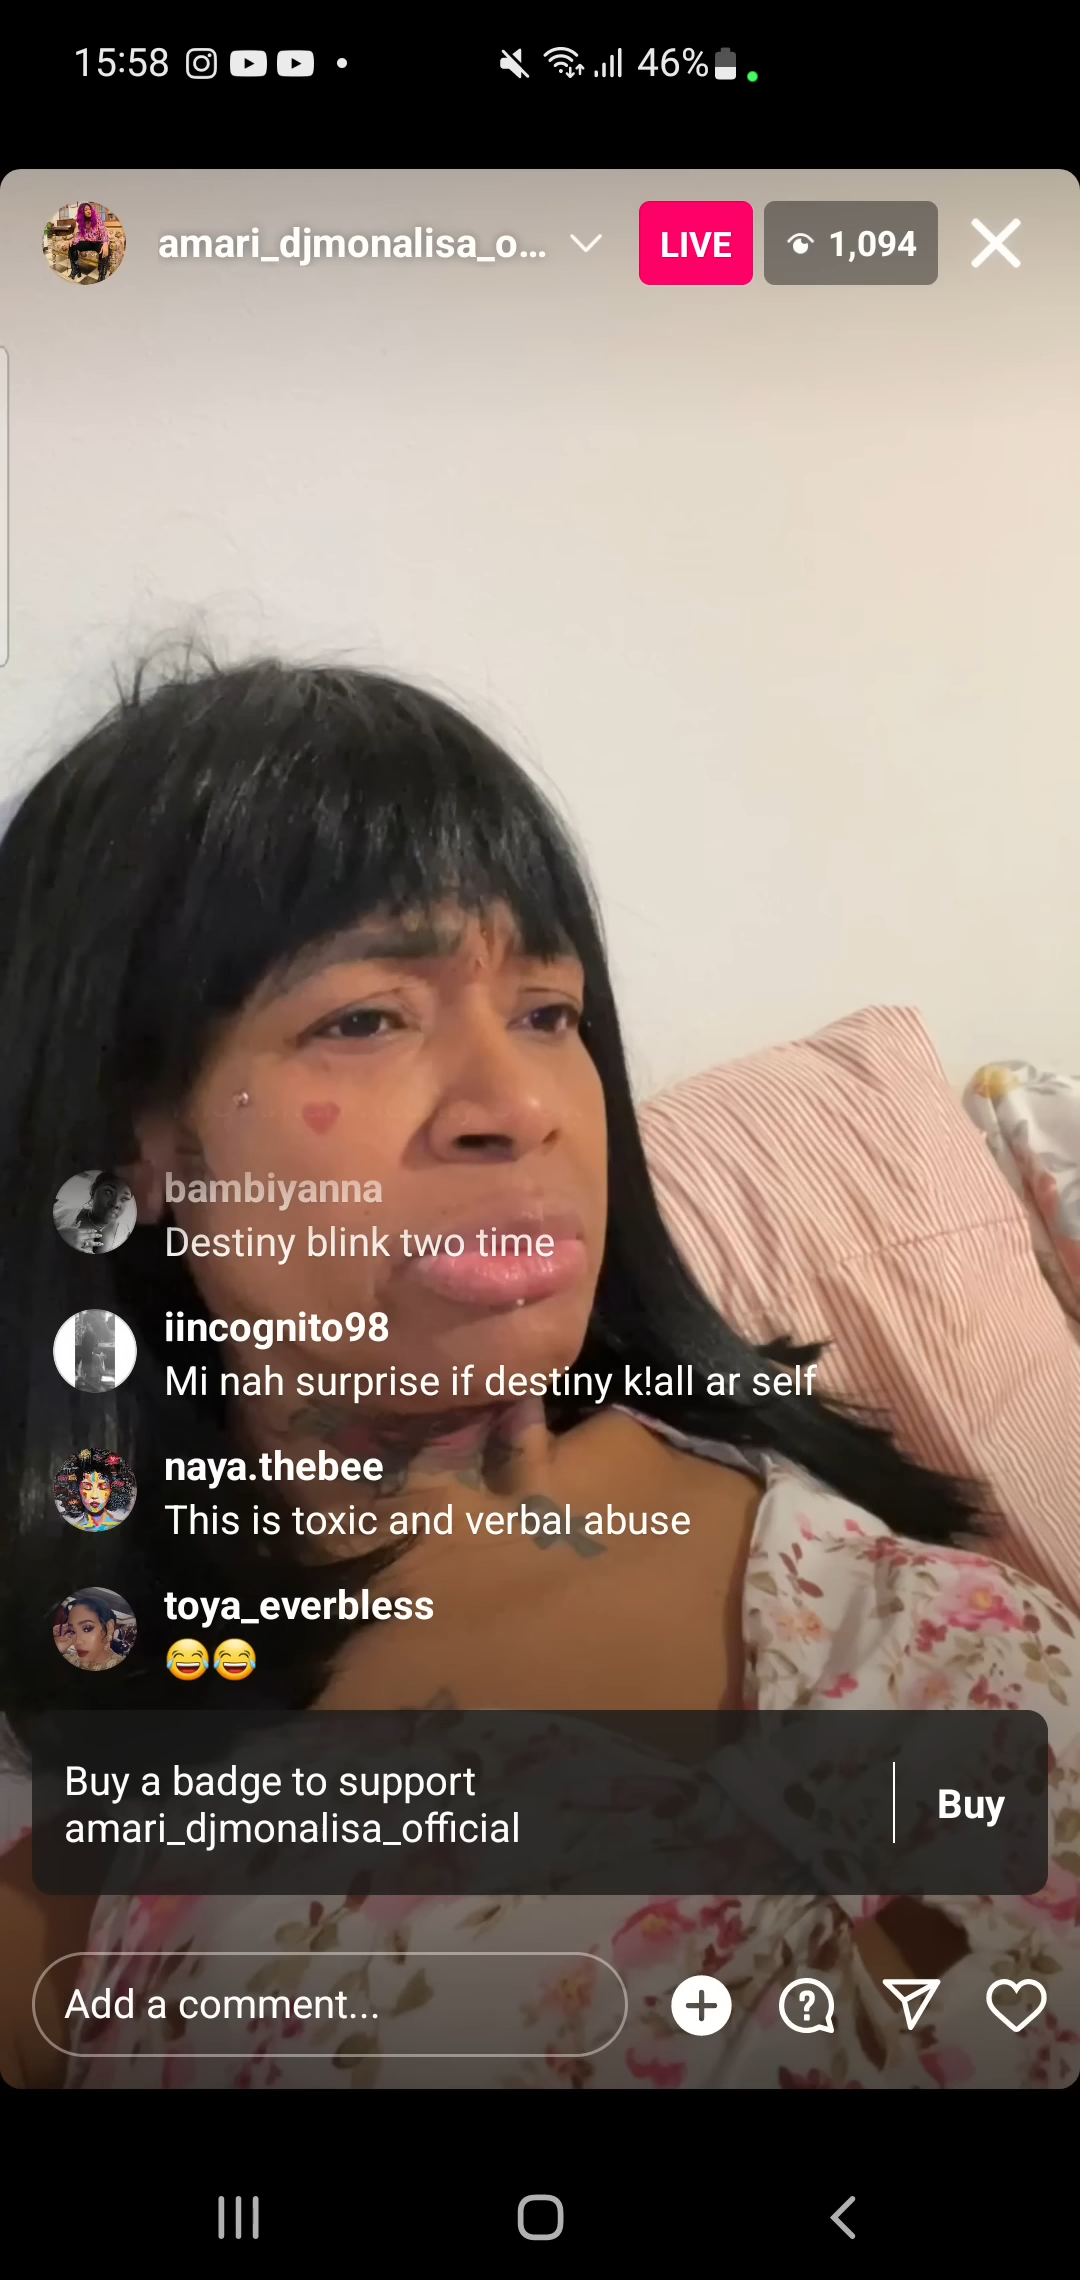 15:58
46%
amari_djmonalisa_o...
LIVE
1,094
bambiyanna
Destiny blink two time
iincognito98
Mi nah surprise if destiny k!all ar self
naya.thebee
This is toxic and verbal abuse
toya_everbless
😂😂
Buy a badge to support
amari_djmonalisa_official
Buy
Add a comment...